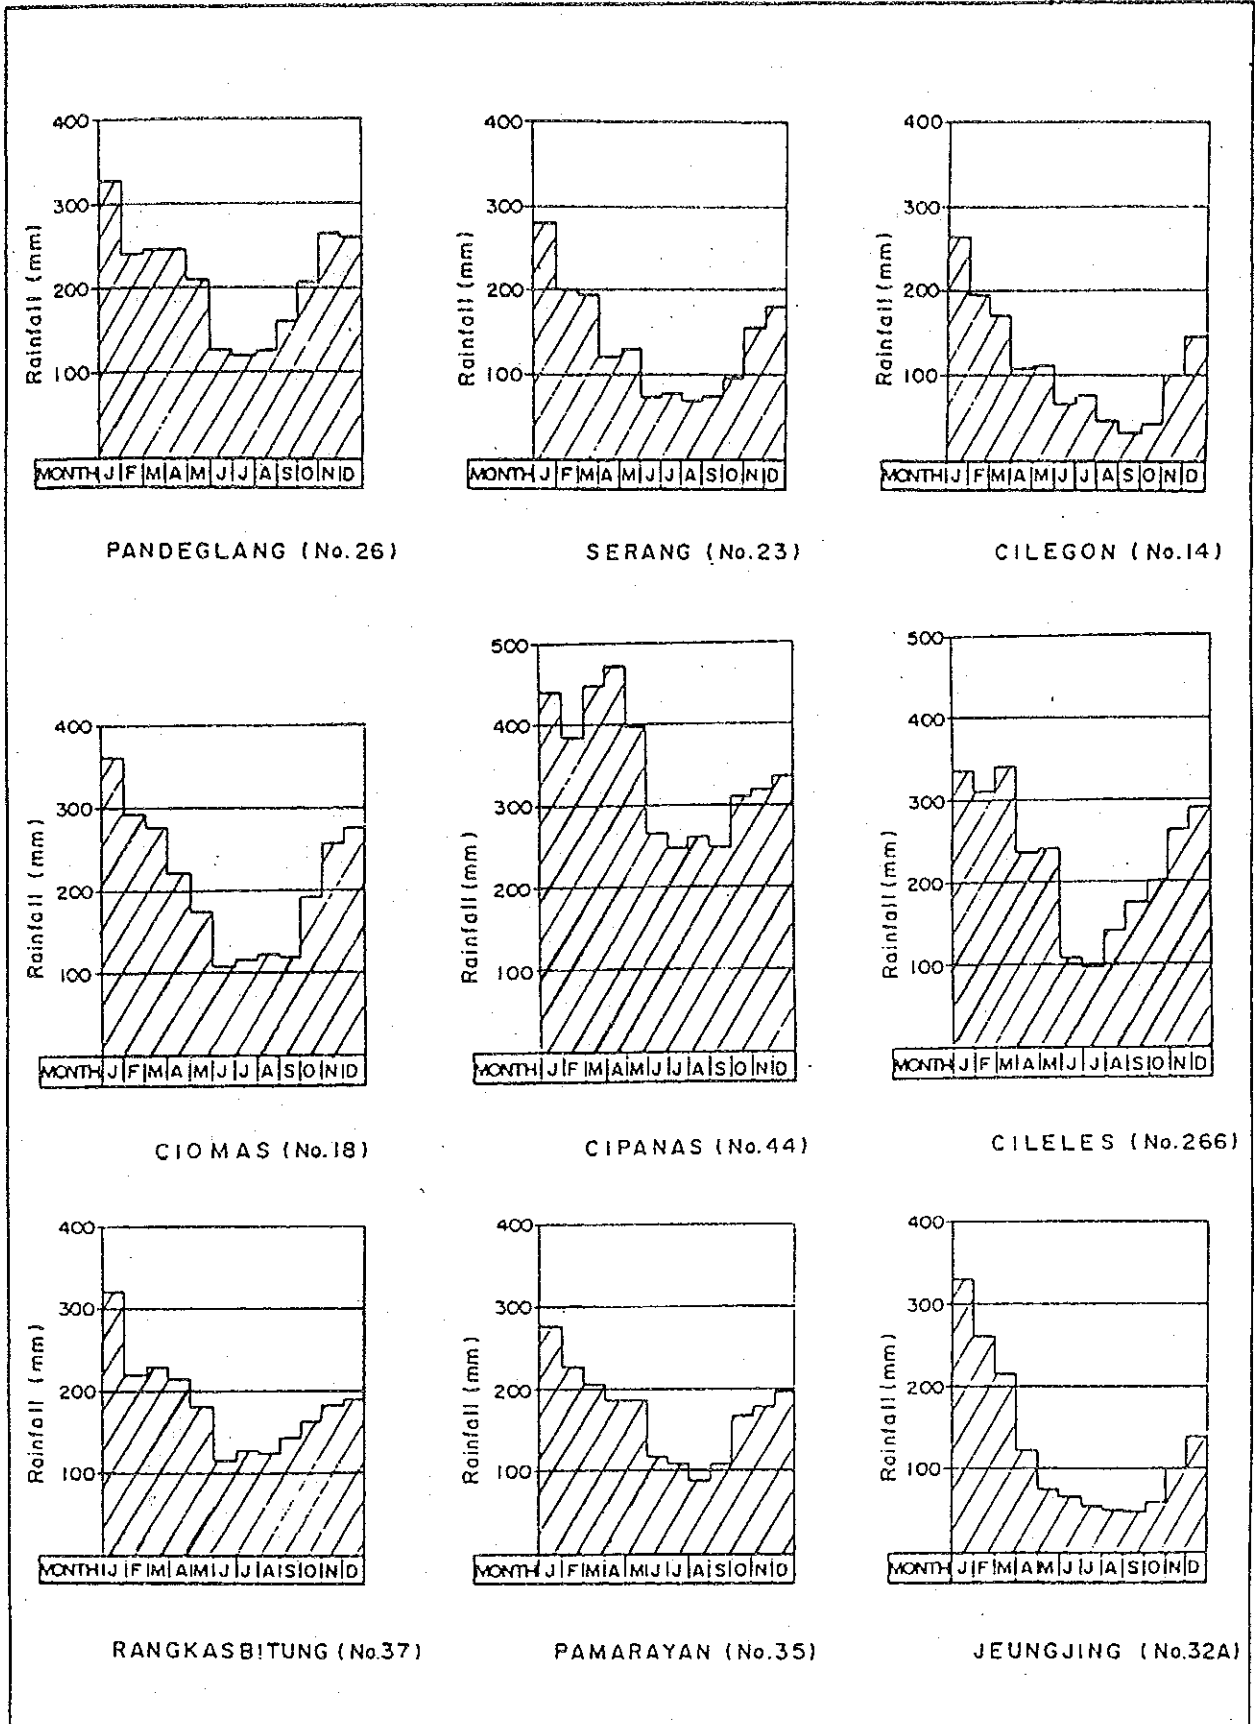 400
300
200
100
Rainfall (mm)
MONTH J F M A M J J A S O N D
PANDEGLANG (No.26)
400
300
200
100
Rainfall (mm)
MONTH J F M A M J J A S O N D
SERANG (No.23)
400
300
200
100
Rainfall (mm)
MONTH J F M A M J J A S O N D
CILEGON (No.14)
400
300
200
100
Rainfall (mm)
MONTH J F M A M J J A S O N D
CIOMAS (No.18)
500
400
300
200
100
Rainfall (mm)
MONTH J F M A M J J A S O N D
CIPANAS (No.44)
500
400
300
200
100
Rainfall (mm)
MONTH J F M A M J J A S O N D
CILELES (No.266)
400
300
200
100
Rainfall (mm)
MONTH J F M A M J J A S O N D
RANGKASBITUNG (No.37)
400
300
200
100
Rainfall (mm)
MONTH J F M A M J J A S O N D
PAMARAYAN (No.35)
400
300
200
100
Rainfall (mm)
MONTH J F M A M J J A S O N D
JEUNGJING (No.32A)